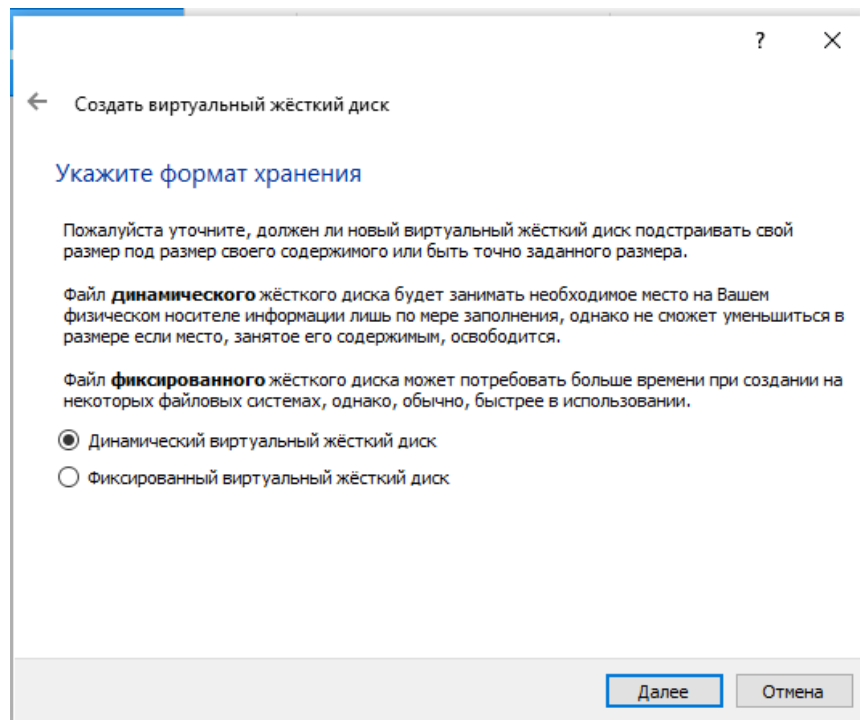 ?
Создать виртуальный жёсткий диск
Укажите формат хранения
Пожалуйста уточните, должен ли новый виртуальный жёсткий диск подстраивать свой
размер под размер своего содержимого или быть точно заданного размера.
Файл динамического жёсткого диска будет занимать необходимое место на Вашем
физическом носителе информации лишь по мере заполнения, однако не сможет уменьшиться в
размере если место, занятое его содержимым, освободится.
Файл фиксированного жёсткого диска может потребовать больше времени при создании на
некоторых файловых системах, однако, обычно, быстрее в использовании.
Динамический виртуальный жёсткий диск
Фиксированный виртуальный жёсткий диск
Далее Отмена